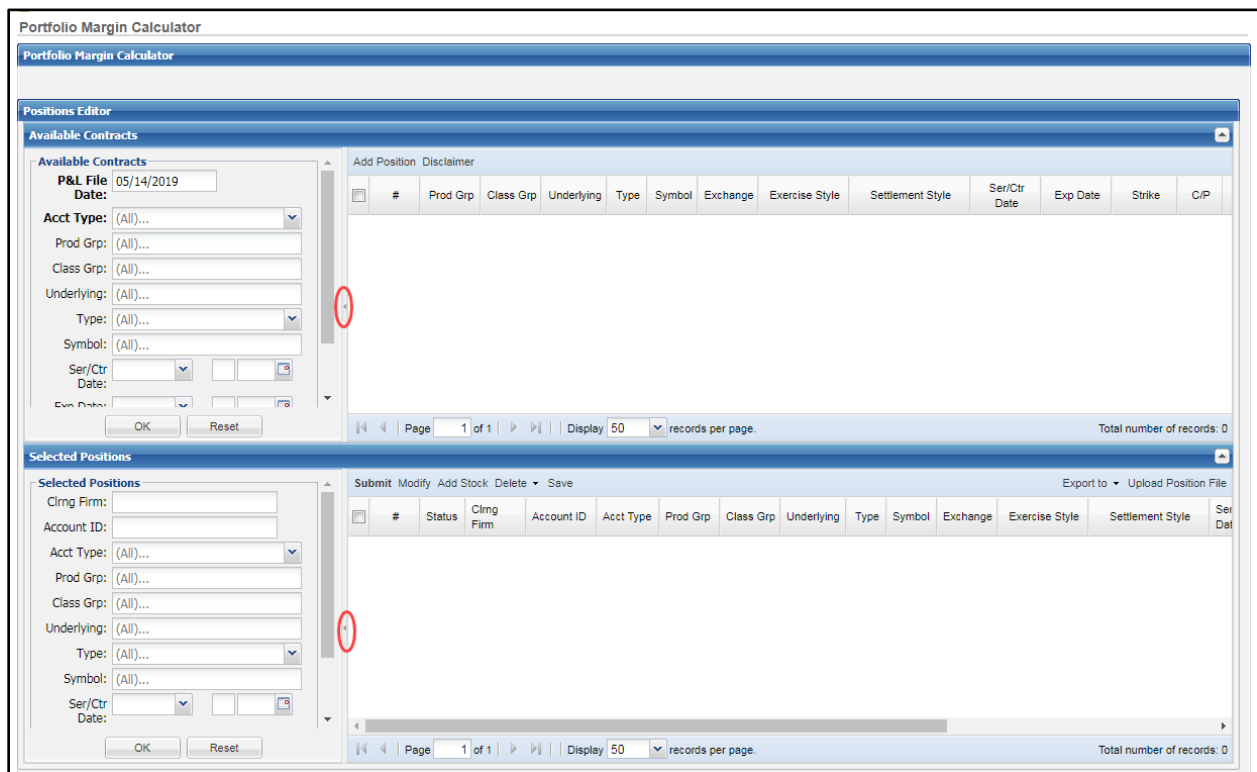 Portfolio Margin Calculator
Portfolio Margin Calculator
Positions Editor
Available Contracts
Available Contracts
P&L File Date: 05/14/2019
Acct Type: (All)...
Prod Grp: (All)...
Class Grp: (All)...
Underlying: (All)...
Type: (All)...
Symbol: (All)...
Ser/Ctr Date:
Exp Date:
OK Reset
Add Position Disclaimer
# Prod Grp Class Grp Underlying Type Symbol Exchange Exercise Style Settlement Style Ser/Ctr Date Exp Date Strike C/P
Page 1 of 1 Display 50 records per page. Total number of records: 0
Selected Positions
Selected Positions
Clrng Firm:
Account ID:
Acct Type: (All)...
Prod Grp: (All)...
Class Grp: (All)...
Underlying: (All)...
Type: (All)...
Symbol: (All)...
Ser/Ctr Date:
OK Reset
Submit Modify Add Stock Delete Save Export to Upload Position File
# Status Clrng Firm Account ID Acct Type Prod Grp Class Grp Underlying Type Symbol Exchange Exercise Style Settlement Style Ser Dat
Page 1 of 1 Display 50 records per page. Total number of records: 0